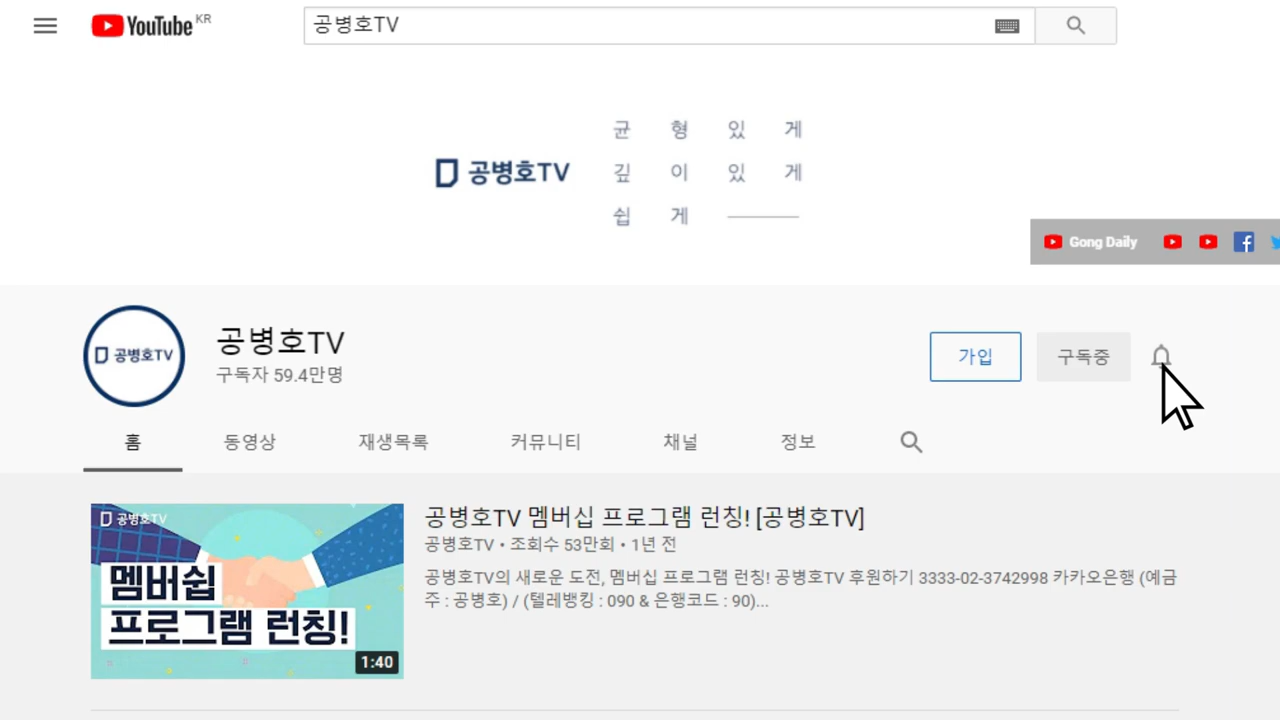 YouTube KR
공병호TV
공병호TV
균형있게
깊이있게
쉽게
Gong Daily
공병호TV
공병호TV
구독자 59.4만명
가입
구독중
홈
동영상
재생목록
커뮤니티
채널
정보
공병호TV
멤버쉽
프로그램 런칭!
1:40
공병호TV 멤버십 프로그램 런칭! [공병호TV]
공병호TV • 조회수 53만회 • 1년 전
공병호TV의 새로운 도전, 멤버십 프로그램 런칭! 공병호TV 후원하기 3333-02-3742998 카카오은행 (예금
주 : 공병호) / (텔레뱅킹 : 090 & 은행코드 : 90)...